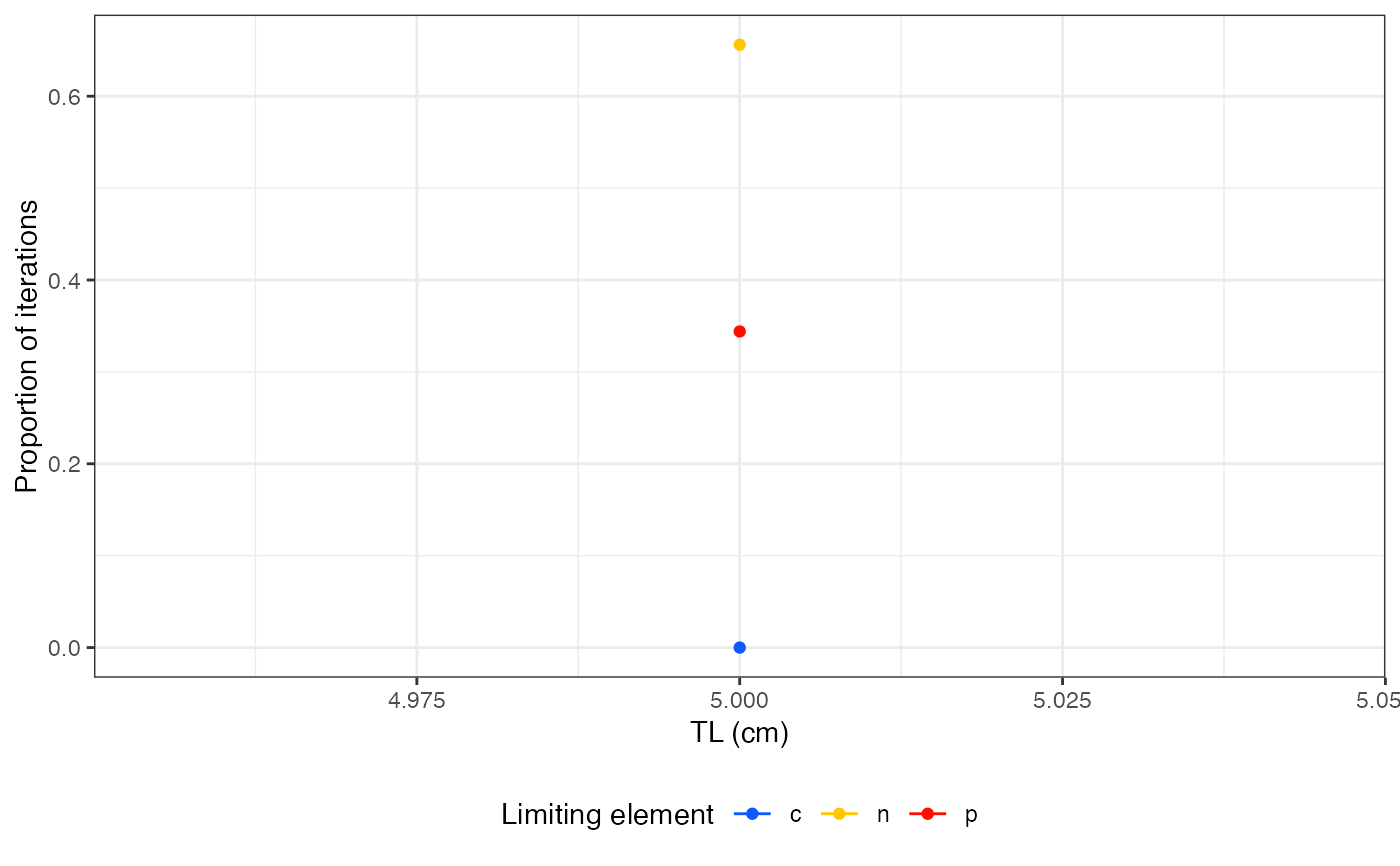 Proportion of iterations
0.6
0.4
0.2
0.0
4.975 5.000 5.025 5.05
TL (cm)
Limiting element c n p